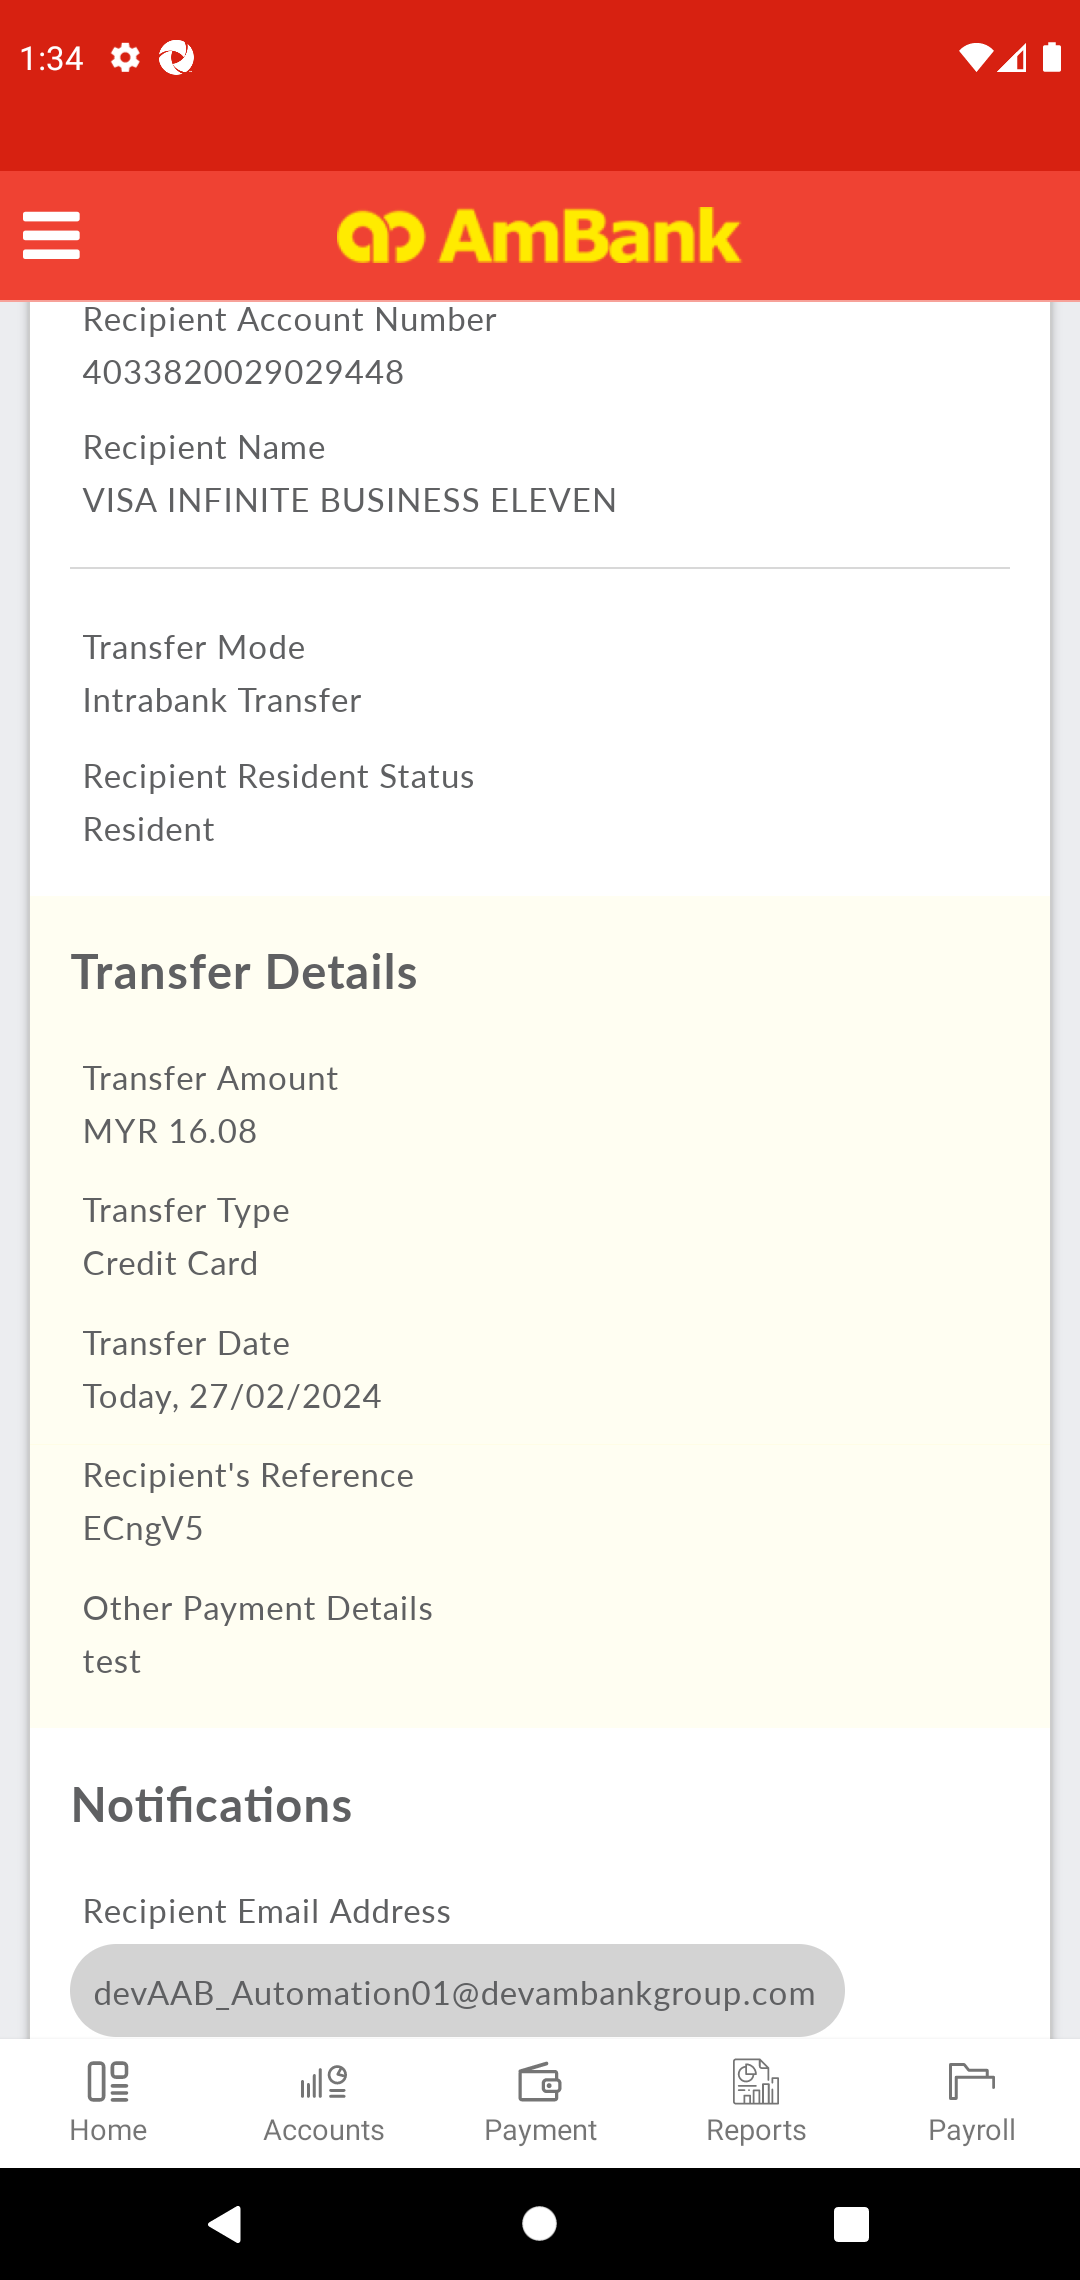 1:34
AmBank
Recipient Account Number
4033820029029448
Recipient Name
VISA INFINITE BUSINESS ELEVEN
Transfer Mode
Intrabank Transfer
Recipient Resident Status
Resident
Transfer Details
Transfer Amount
MYR 16.08
Transfer Type
Credit Card
Transfer Date
Today, 27/02/2024
Recipient's Reference
ECngV5
Other Payment Details
test
Notifications
Recipient Email Address
devAAB_Automation01@devambankgroup.com
Home Accounts Payment Reports Payroll